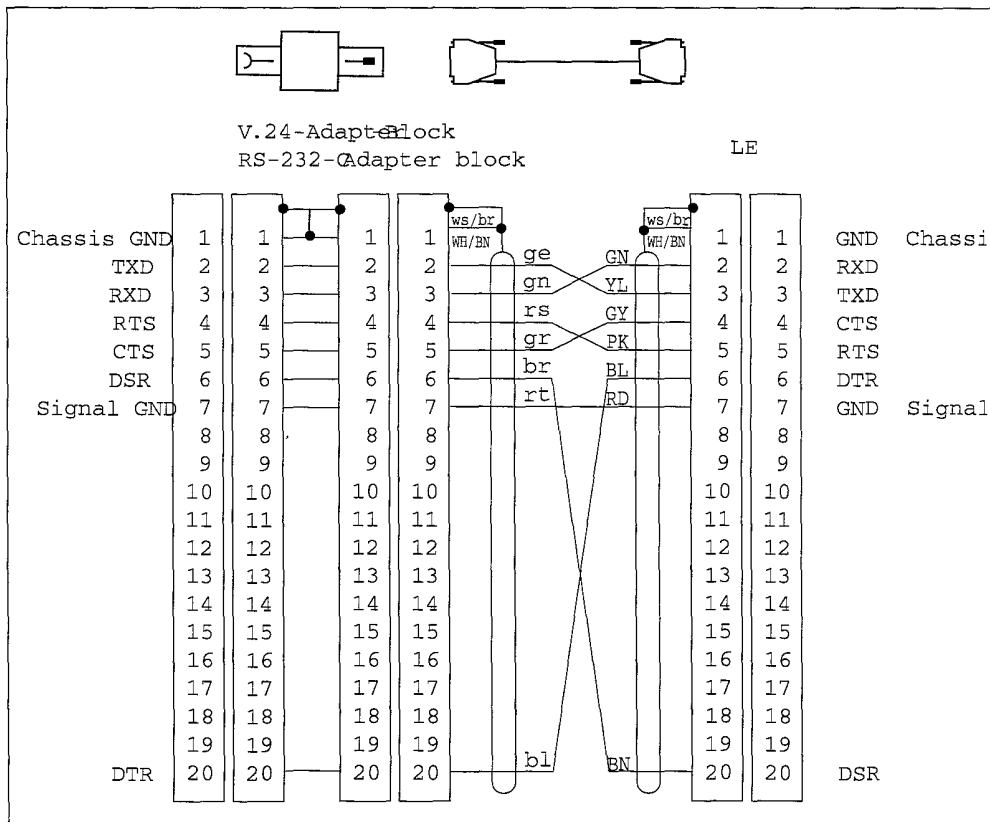 V.24-Adapter-Block
LE
RS-232-C Adapter block
ws/br ws/br
Chassis GND 1 1 1 1 WH/BN WH/BN 1 1 GND Chassi
TXD 2 2 2 2 ge GN 2 2 RXD
RXD 3 3 3 3 gn YL 3 3 TXD
RTS 4 4 4 4 rs GY 4 4 CTS
CTS 5 5 5 5 gr PK 5 5 RTS
DSR 6 6 6 6 br BL 6 6 DTR
Signal GND 7 7 7 7 rt RD 7 7 GND Signal
8 8 8 8 8 8
9 9 9 9 9 9
10 10 10 10 10 10
11 11 11 11 11 11
12 12 12 12 12 12
13 13 13 13 13 13
14 14 14 14 14 14
15 15 15 15 15 15
16 16 16 16 16 16
17 17 17 17 17 17
18 18 18 18 18 18
19 19 19 19 19 19
DTR 20 20 20 20 bl BN 20 20 DSR